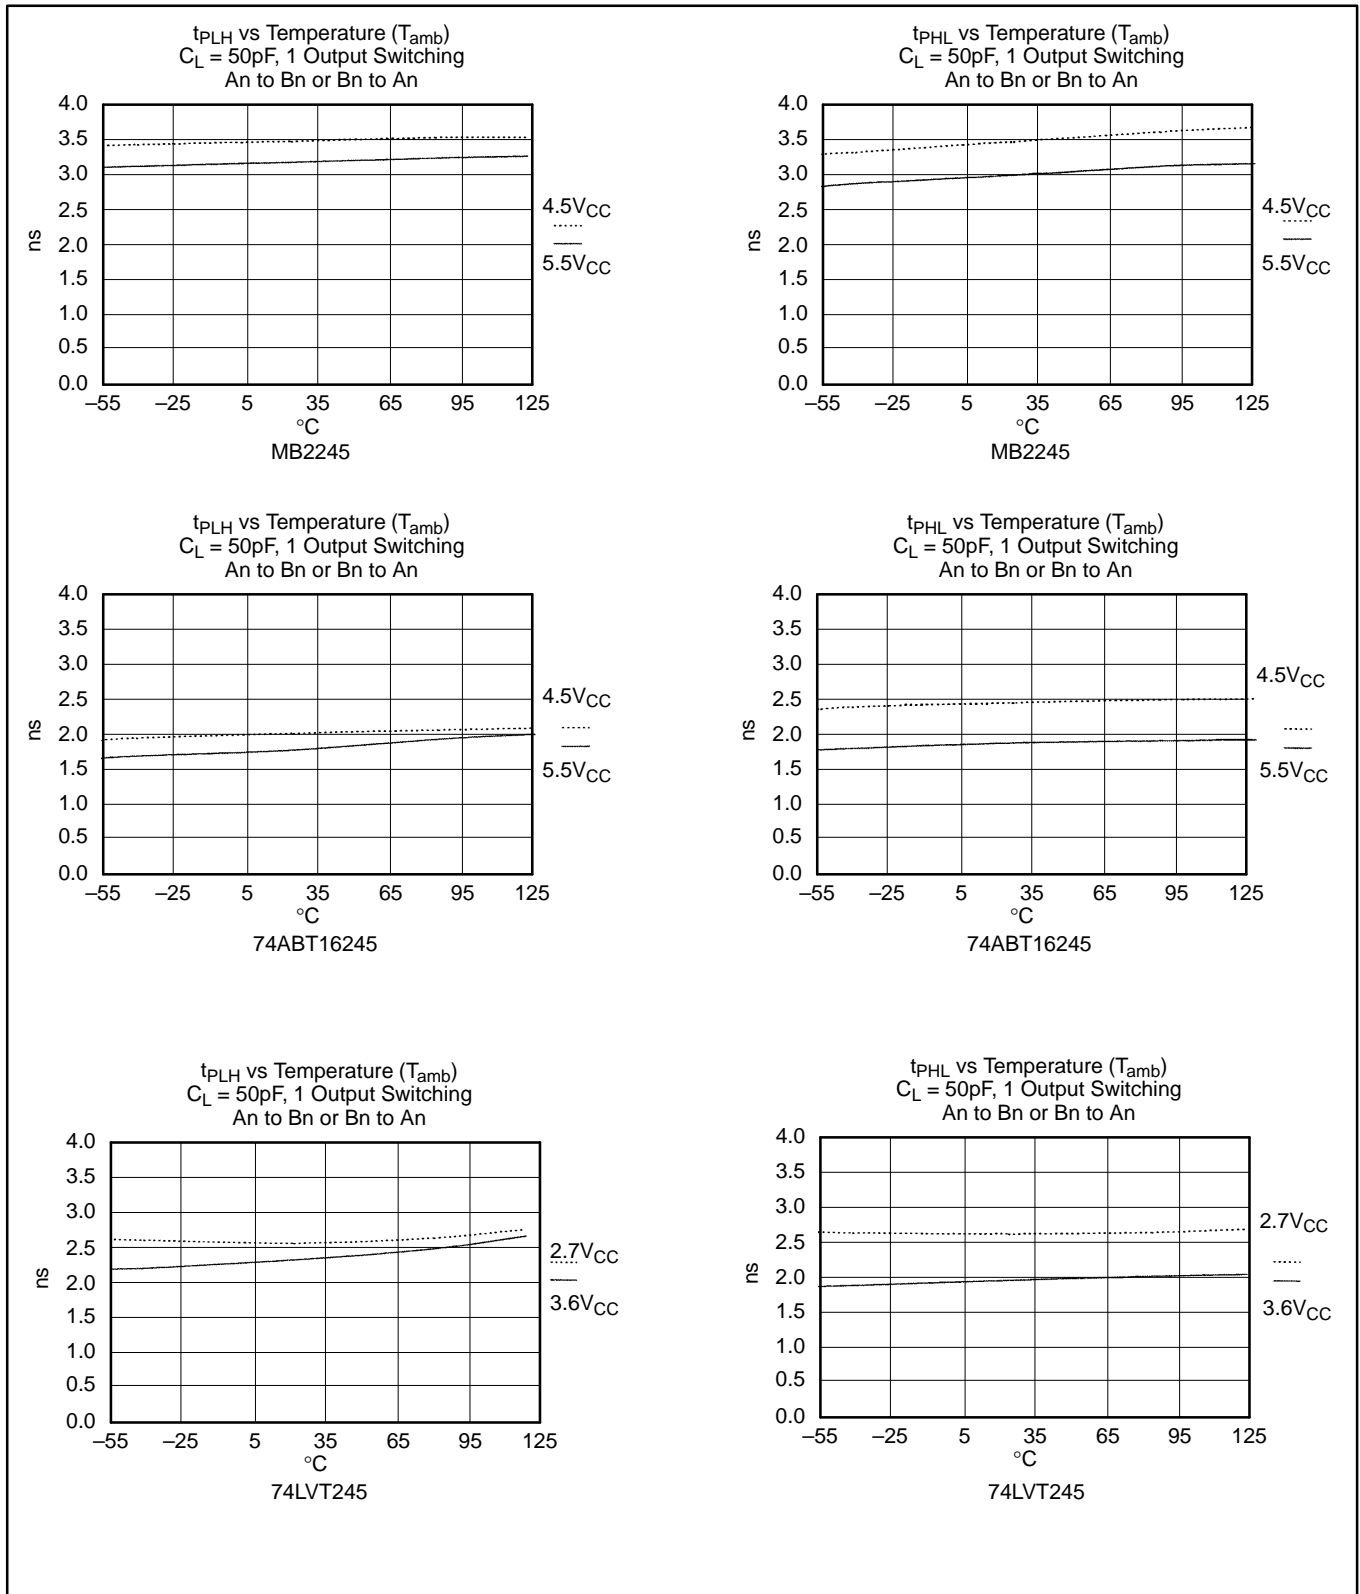 tPLH vs Temperature (Tamb)
CL = 50pF, 1 Output Switching
An to Bn or Bn to An
4.0
3.5
3.0
2.5
2.0
1.5
1.0
0.5
0.0
ns
–55 –25 5 35 65 95 125
°C
MB2245
4.5VCC
5.5VCC
tPHL vs Temperature (Tamb)
CL = 50pF, 1 Output Switching
An to Bn or Bn to An
4.0
3.5
3.0
2.5
2.0
1.5
1.0
0.5
0.0
ns
–55 –25 5 35 65 95 125
°C
MB2245
4.5VCC
5.5VCC
tPLH vs Temperature (Tamb)
CL = 50pF, 1 Output Switching
An to Bn or Bn to An
4.0
3.5
3.0
2.5
2.0
1.5
1.0
0.5
0.0
ns
–55 –25 5 35 65 95 125
°C
74ABT16245
4.5VCC
5.5VCC
tPHL vs Temperature (Tamb)
CL = 50pF, 1 Output Switching
An to Bn or Bn to An
4.0
3.5
3.0
2.5
2.0
1.5
1.0
0.5
0.0
ns
–55 –25 5 35 65 95 125
°C
74ABT16245
4.5VCC
5.5VCC
tPLH vs Temperature (Tamb)
CL = 50pF, 1 Output Switching
An to Bn or Bn to An
4.0
3.5
3.0
2.5
2.0
1.5
1.0
0.5
0.0
ns
–55 –25 5 35 65 95 125
°C
74LVT245
2.7VCC
3.6VCC
tPHL vs Temperature (Tamb)
CL = 50pF, 1 Output Switching
An to Bn or Bn to An
4.0
3.5
3.0
2.5
2.0
1.5
1.0
0.5
0.0
ns
–55 –25 5 35 65 95 125
°C
74LVT245
2.7VCC
3.6VCC